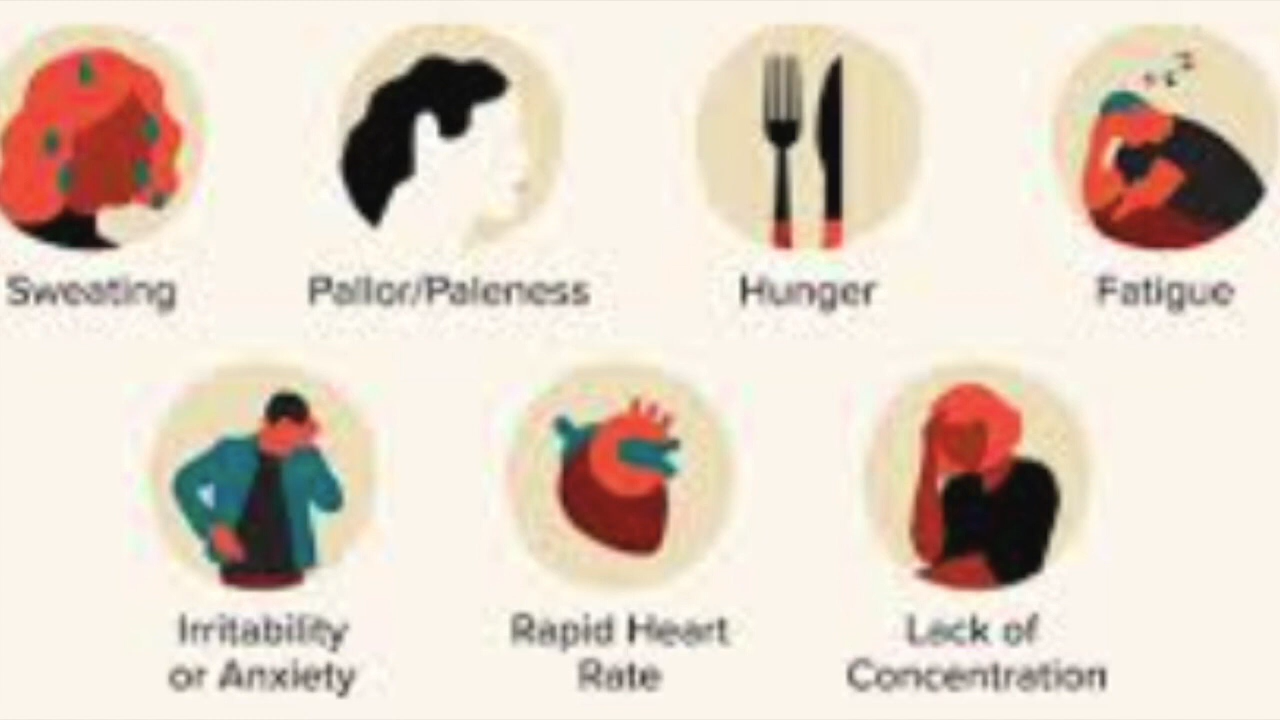 Sweating
Pallor/Paleness
Hunger
Fatigue
Irritability
or Anxiety
Rapid Heart
Rate
Lack of
Concentration